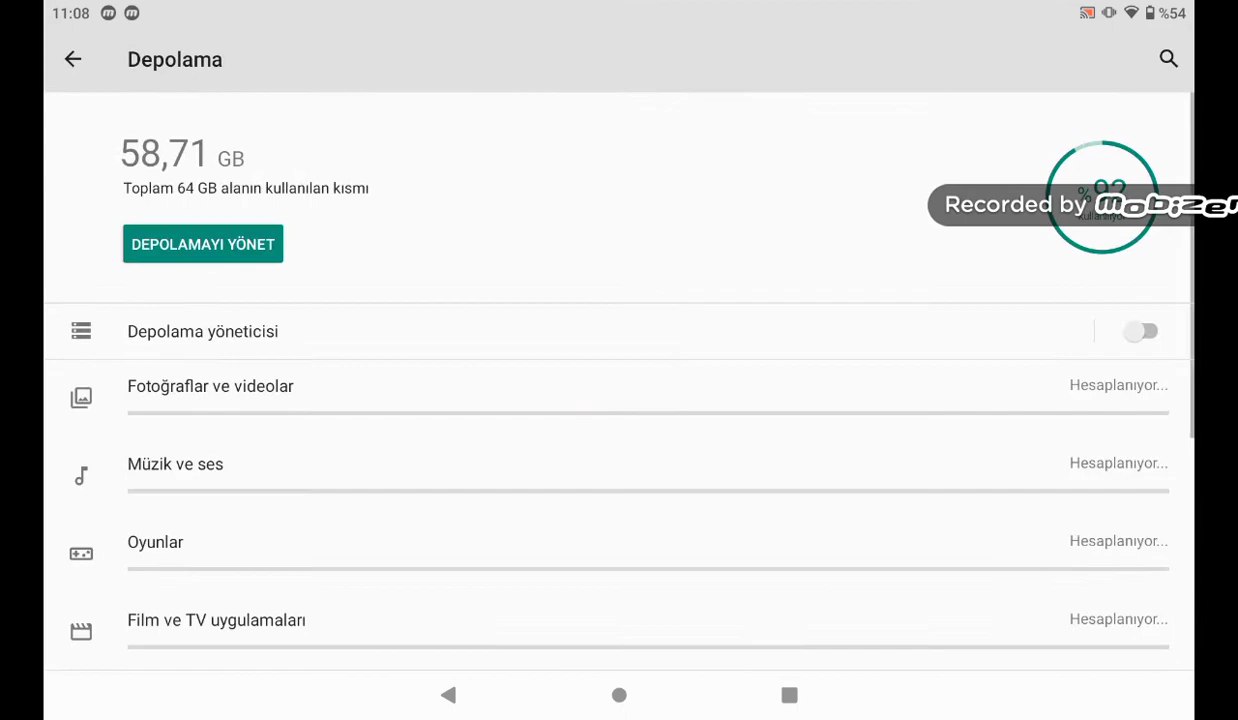 11:08
%54
Depolama
58,71 GB
Toplam 64 GB alanın kullanılan kısmı
Recorded by
DEPOLAMAYI YÖNET
Depolama yöneticisi
Fotoğraflar ve videolar
Hesaplanıyor...
Müzik ve ses
Hesaplanıyor...
Oyunlar
Hesaplanıyor...
Film ve TV uygulamaları
Hesaplanıyor...